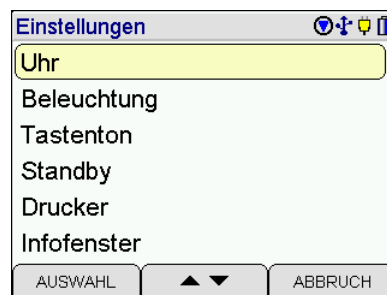 Einstellungen
Uhr
Beleuchtung
Tastenton
Standby
Drucker
Infofenster
AUSWAHL ABBRUCH